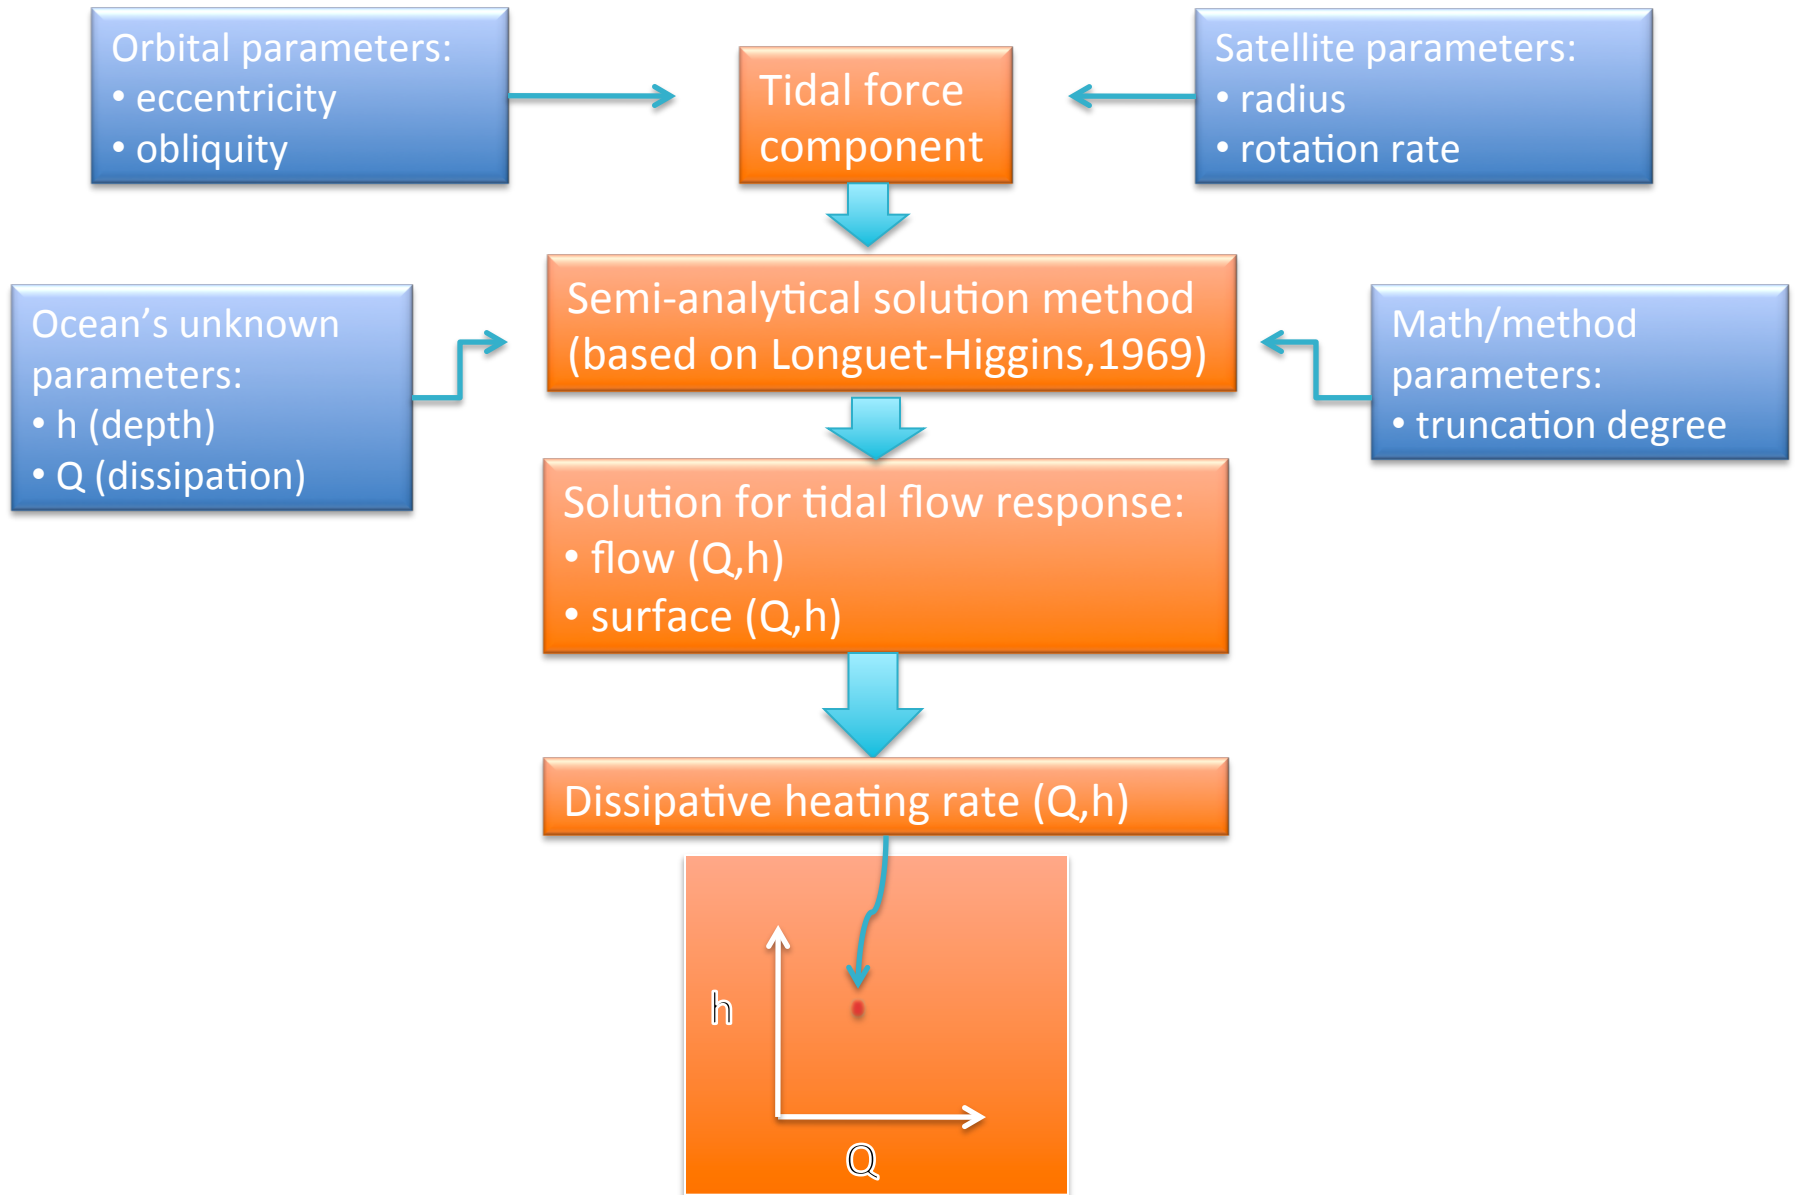 Orbital parameters:
• eccentricity
• obliquity
Tidal force
component
Satellite parameters:
• radius
• rotation rate
Ocean’s unknown
parameters:
• h (depth)
• Q (dissipation)
Semi-analytical solution method
(based on Longuet-Higgins,1969)
Math/method
parameters:
• truncation degree
Solution for tidal flow response:
• flow (Q,h)
• surface (Q,h)
Dissipative heating rate (Q,h)
h
Q